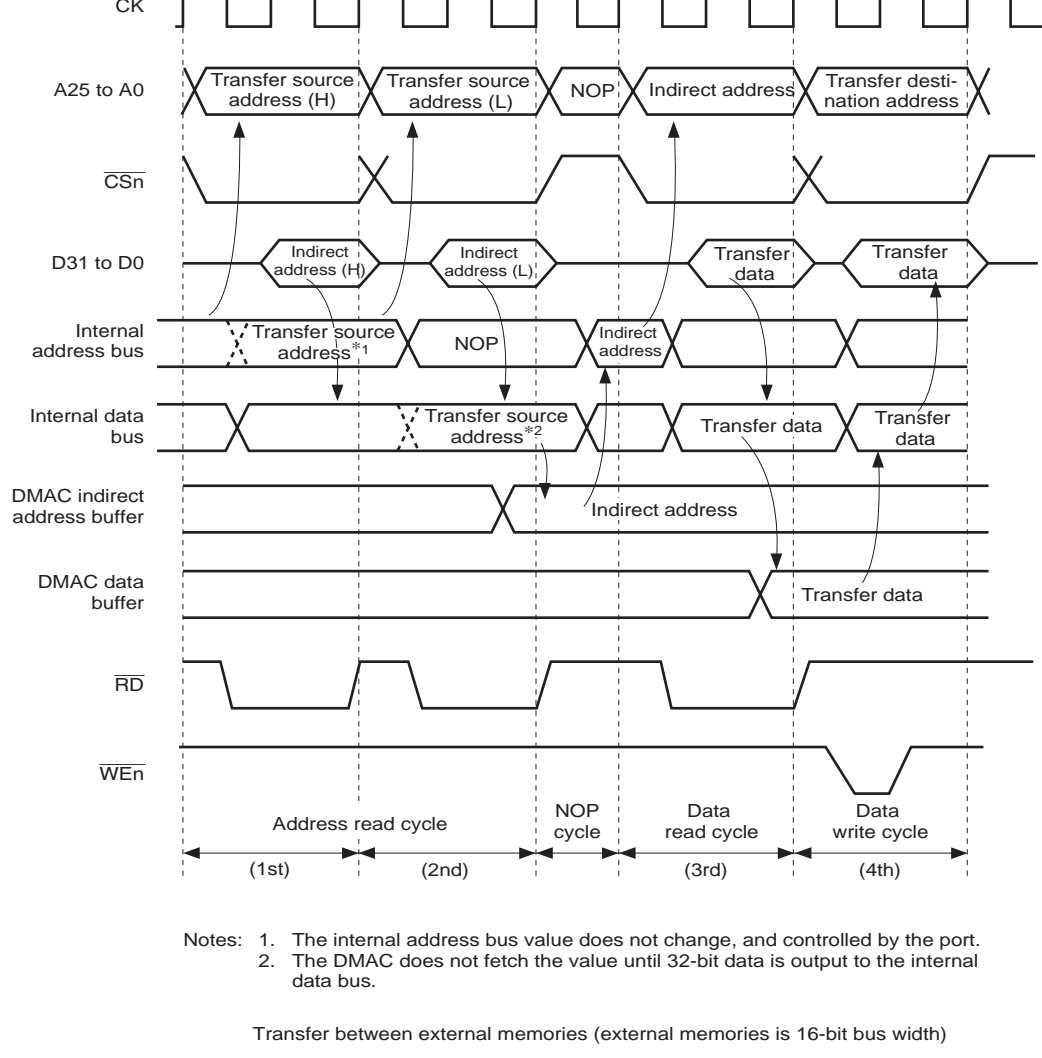 CK
A25 to A0
Transfer source
address (H)
Transfer source
address (L)
NOP
Indirect address
Transfer desti-
nation address
CSn
D31 to D0
Indirect
address (H)
Indirect
address (L)
Transfer
data
Transfer
data
Internal
address bus
Transfer source
address*1
NOP
Indirect
address
Internal data
bus
Transfer source
address*2
Transfer data
Transfer
data
DMAC indirect
address buffer
Indirect address
DMAC data
buffer
Transfer data
RD
WEn
Address read cycle
NOP
cycle
Data
read cycle
Data
write cycle
(1st)
(2nd)
(3rd)
(4th)
Notes: 1. The internal address bus value does not change, and controlled by the port.
2. The DMAC does not fetch the value until 32-bit data is output to the internal
data bus.
Transfer between external memories (external memories is 16-bit bus width)